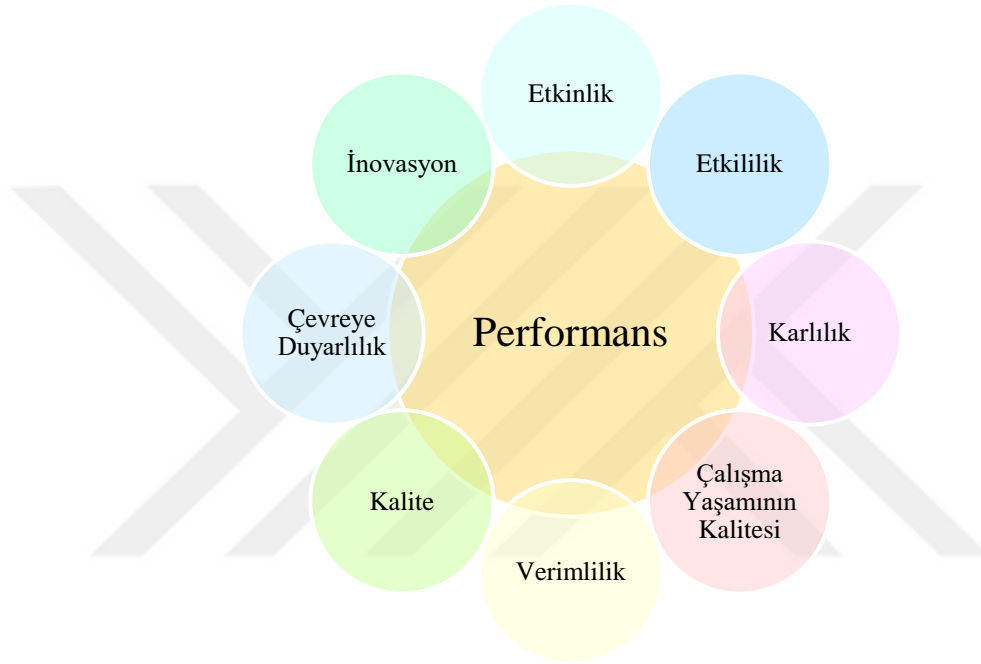 Etkinlik
Etkililik
Karlılık
Çalışma
Yaşamının
Kalitesi
Verimlilik
Kalite
Çevreye
Duyarlılık
İnovasyon
Performans